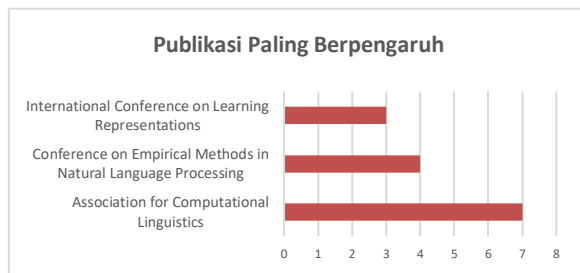 Publikasi Paling Berpengaruh
International Conference on Learning
Representations
Conference on Empirical Methods in
Natural Language Processing
Association for Computational
Linguistics
0 1 2 3 4 5 6 7 8